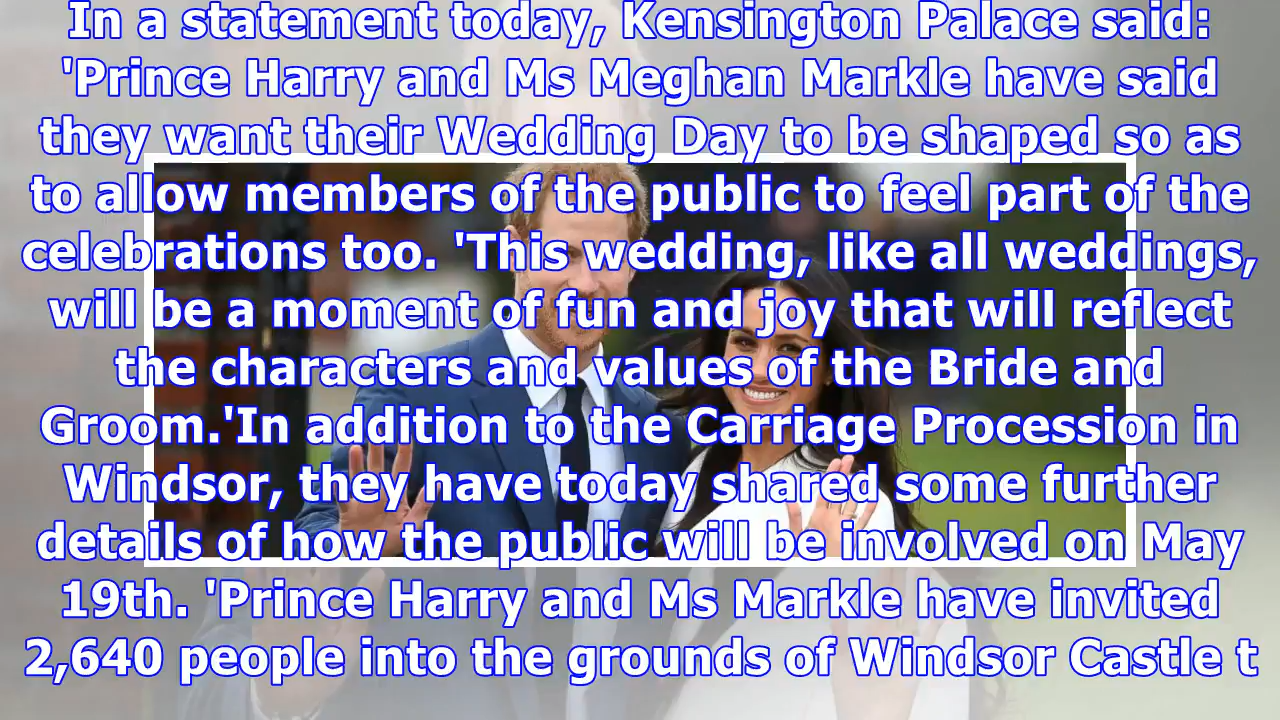 In a statement today, Kensington Palace said:
'Prince Harry and Ms Meghan Markle have said
they want their Wedding Day to be shaped so as
to allow members of the public to feel part of the
celebrations too. 'This wedding, like all weddings,
will be a moment of fun and joy that will reflect
the characters and values of the Bride and
Groom.'In addition to the Carriage Procession in
Windsor, they have today shared some further
details of how the public will be involved on May
19th. 'Prince Harry and Ms Markle have invited
2,640 people into the grounds of Windsor Castle t